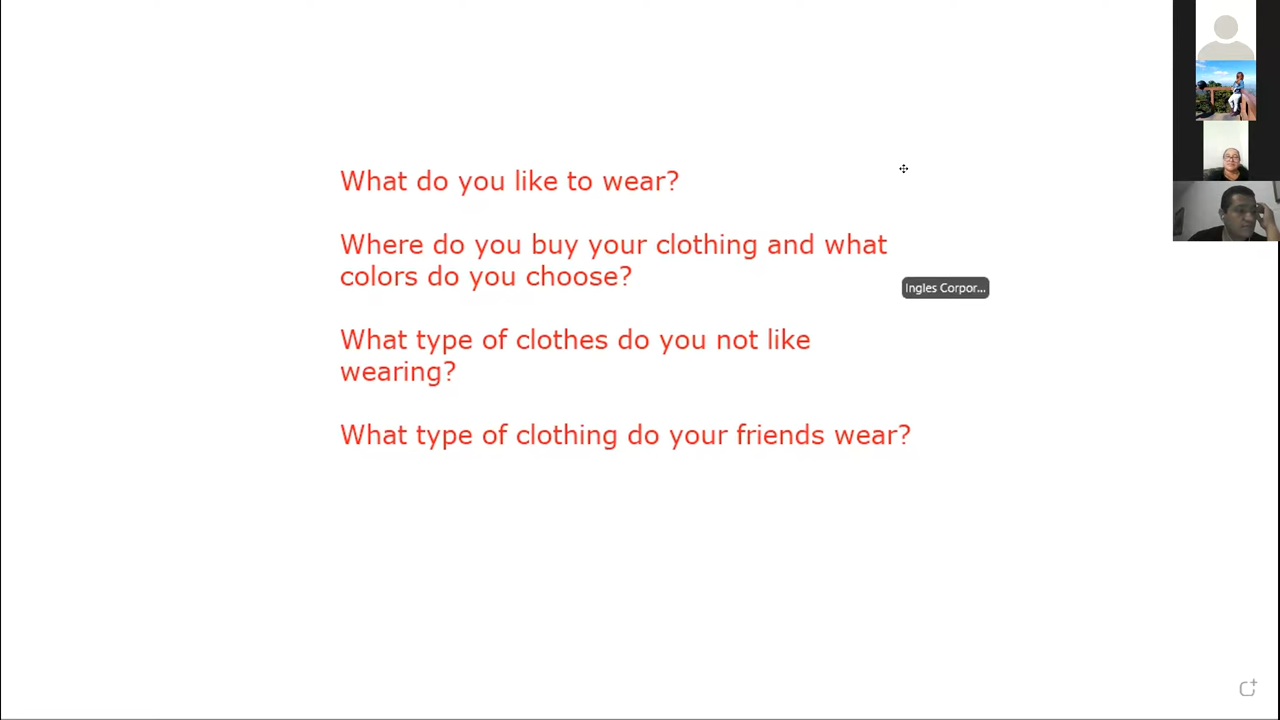 What do you like to wear?
Where do you buy your clothing and what
colors do you choose?
Ingles Corpor...
What type of clothes do you not like
wearing?
What type of clothing do your friends wear?